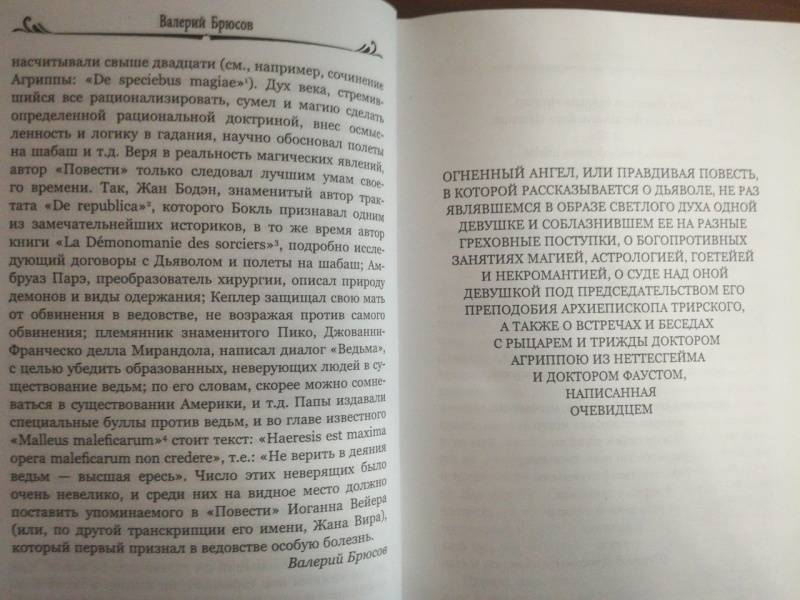 Валерий Брюсов
насчитывали свыше двадцати (см., например, сочинение
Агриппы: «De speciebus magiae»¹). Дух века, стремив-
шийся все рационализировать, сумел и магию сделать
определенной рациональной доктриной, внес осмыс-
ленность и логику в гадания, научно обосновал полеты
на шабаш и т.д. Веря в реальность магических явлений,
автор «Повести» только следовал лучшим умам свое-
го времени. Так, Жан Бодэн, знаменитый автор трак-
тата «De republica»², которого Бокль признавал одним
из замечательнейших историков, в то же время автор
книги «La Démonomanie des sorciers»³, подробно иссле-
дующий договоры с Дьяволом и полеты на шабаш; Ам-
бруаз Парэ, преобразователь хирургии, описал природу
демонов и виды одержания; Кеплер защищал свою мать
от обвинения в ведовстве, не возражая против самого
обвинения; племянник знаменитого Пико, Джованни-
Франческо делла Мирандола, написал диалог «Ведьма»,
с целью убедить образованных, неверующих людей в су-
ществование ведьм; по его словам, скорее можно сомне-
ваться в существовании Америки, и т.д. Папы издавали
специальные буллы против ведьм, и во главе известного
«Malleus maleficarum»⁴ стоит текст: «Haeresis est maxima
opera maleficarum non credere», т.е.: «Не верить в деяния
ведьм — высшая ересь». Число этих неверящих было
очень невелико, и среди них на видное место должно
поставить упоминаемого в «Повести» Иоганна Вейера
(или, по другой транскрипции его имени, Жана Вира),
который первый признал в ведовстве особую болезнь.
Валерий Брюсов
ОГНЕННЫЙ АНГЕЛ, ИЛИ ПРАВДИВАЯ ПОВЕСТЬ,
В КОТОРОЙ РАССКАЗЫВАЕТСЯ О ДЬЯВОЛЕ, НЕ РАЗ
ЯВЛЯВШЕМСЯ В ОБРАЗЕ СВЕТЛОГО ДУХА ОДНОЙ
ДЕВУШКЕ И СОБЛАЗНИВШЕМ ЕЕ НА РАЗНЫЕ
ГРЕХОВНЫЕ ПОСТУПКИ, О БОГОПРОТИВНЫХ
ЗАНЯТИЯХ МАГИЕЙ, АСТРОЛОГИЕЙ, ГОЕТЕЙЕЙ
И НЕКРОМАНТИЕЙ, О СУДЕ НАД ОНОЙ
ДЕВУШКОЙ ПОД ПРЕДСЕДАТЕЛЬСТВОМ ЕГО
ПРЕПОДОБИЯ АРХИЕПИСКОПА ТРИРСКОГО,
А ТАКЖЕ О ВСТРЕЧАХ И БЕСЕДАХ
С РЫЦАРЕМ И ТРИЖДЫ ДОКТОРОМ
АГРИППОЮ ИЗ НЕТТЕСГЕЙМА
И ДОКТОРОМ ФАУСТОМ,
НАПИСАННАЯ
ОЧЕВИДЦЕМ